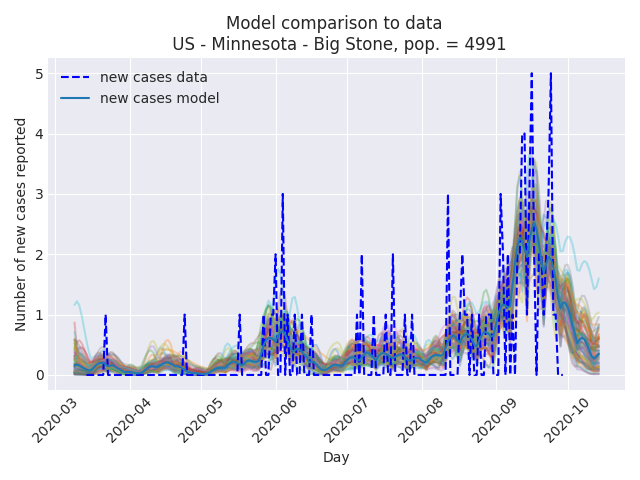 Model comparison to data
US - Minnesota - Big Stone, pop. = 4991
new cases data
new cases model
Number of new cases reported
5
4
3
2
1
0
2020-03
2020-04
2020-05
2020-06
2020-07
2020-08
2020-09
2020-10
Day